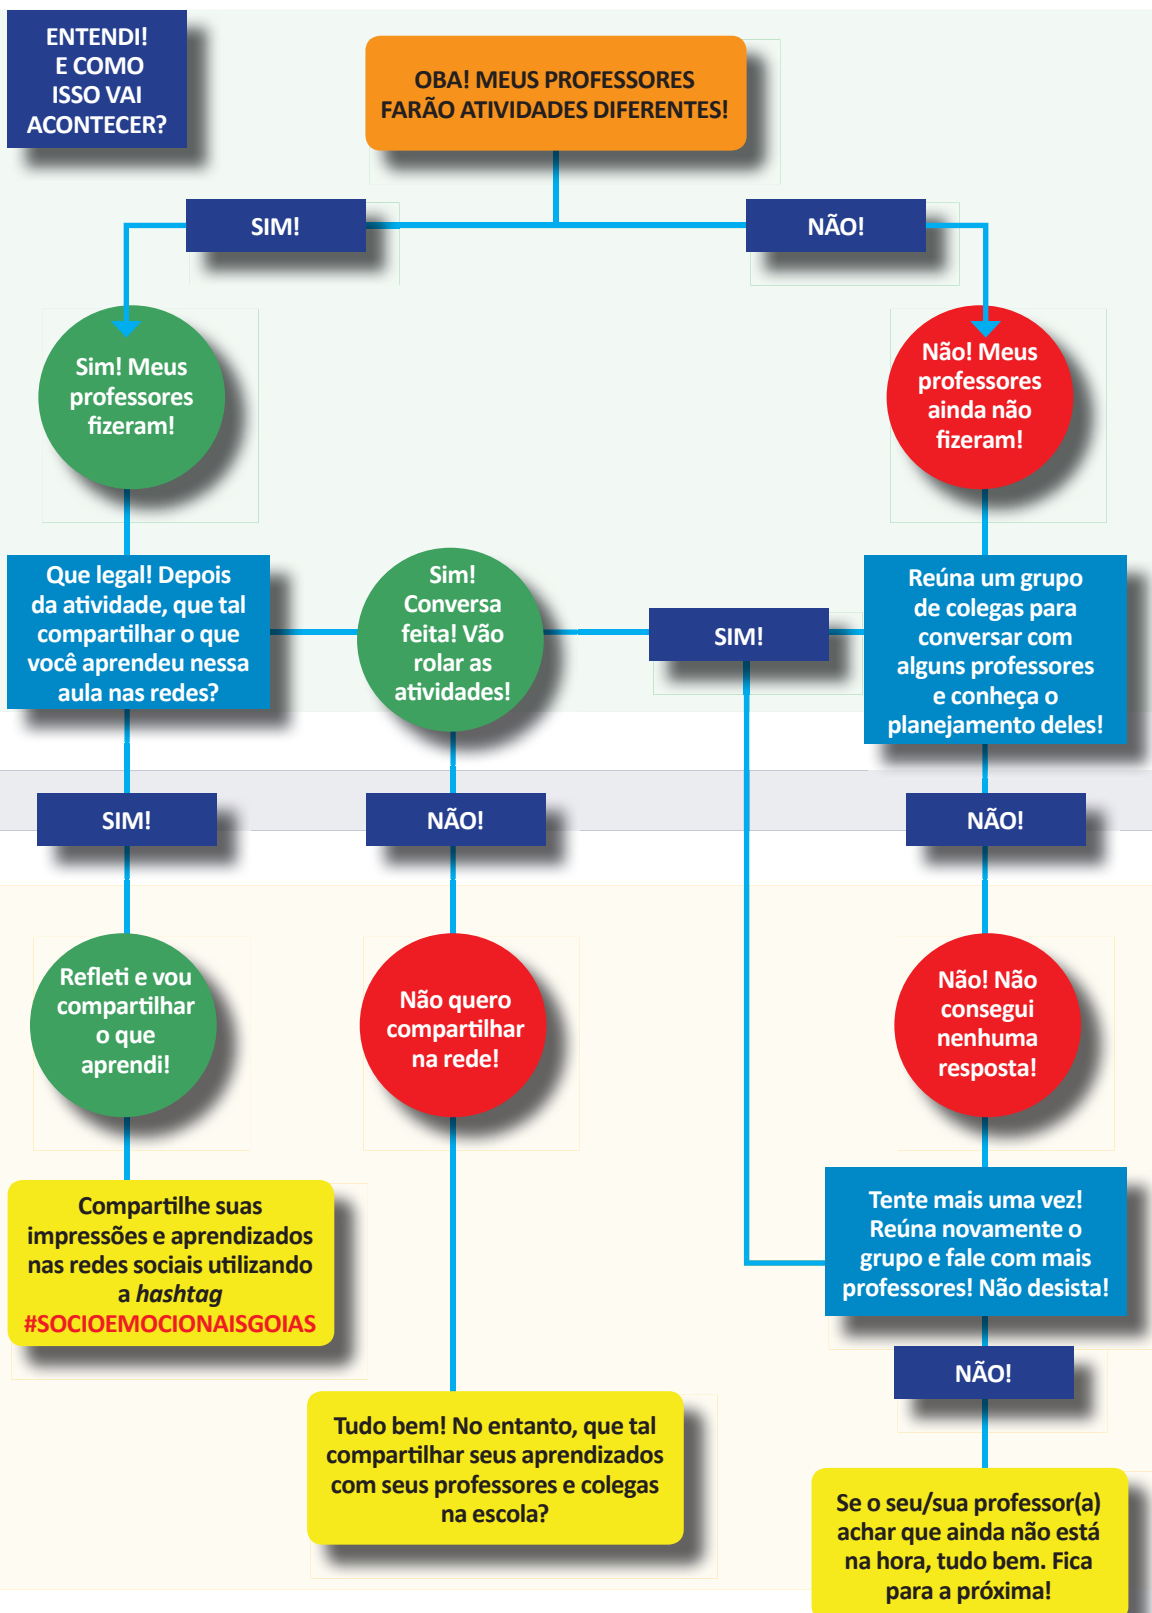 ENTENDI!
E COMO
ISSO VAI
ACONTECER?
OBA! MEUS PROFESSORES
FARÃO ATIVIDADES DIFERENTES!
SIM!
NÃO!
Sim! Meus
professores
fizeram!
Não! Meus
professores
ainda não
fizeram!
Que legal! Depois
da atividade, que tal
compartilhar o que
você aprendeu nessa
aula nas redes?
Sim!
Conversa
feita! Vão
rolar as
atividades!
SIM!
Reúna um grupo
de colegas para
conversar com
alguns professores
e conheça o
planejamento deles!
SIM!
NÃO!
NÃO!
Refleti e vou
compartilhar
o que
aprendi!
Não quero
compartilhar
na rede!
Não! Não
consegui
nenhuma
resposta!
Compartilhe suas
impressões e aprendizados
nas redes sociais utilizando
a hashtag
#SOCIOEMOCIONAISGOIAS
Tente mais uma vez!
Reúna novamente o
grupo e fale com mais
professores! Não desista!
NÃO!
Tudo bem! No entanto, que tal
compartilhar seus aprendizados
com seus professores e colegas
na escola?
Se o seu/sua professor(a)
achar que ainda não está
na hora, tudo bem. Fica
para a próxima!